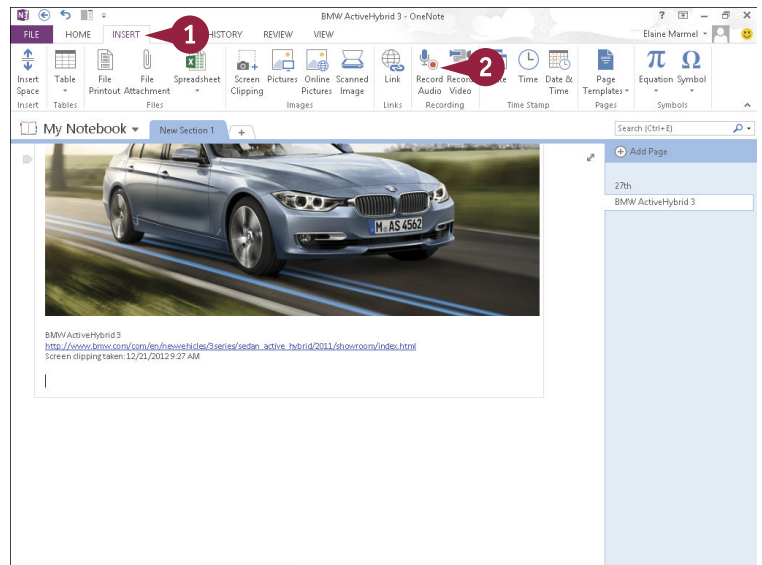 BMW ActiveHybrid 3 - OneNote
FILE HOME INSERT HISTORY REVIEW VIEW Elaine Marmel
1
2
Insert Space Table File Printout File Attachment Spreadsheet Screen Clipping Pictures Online Pictures Scanned Image Link Record Audio Record Video Time Date & Time Page Templates Equation Symbol
Insert Tables Files Images Links Recording Time Stamp Pages Symbols
My Notebook New Section 1 Search (Ctrl+E)
Add Page
27th
BMW ActiveHybrid 3
M AS 4562
BMW ActiveHybrid 3
http://www.bmw.com/com/en/newvehicles/3series/sedan_active_hybrid/2011/showroom/index.html
Screen clipping taken: 12/21/2012 9:27 AM